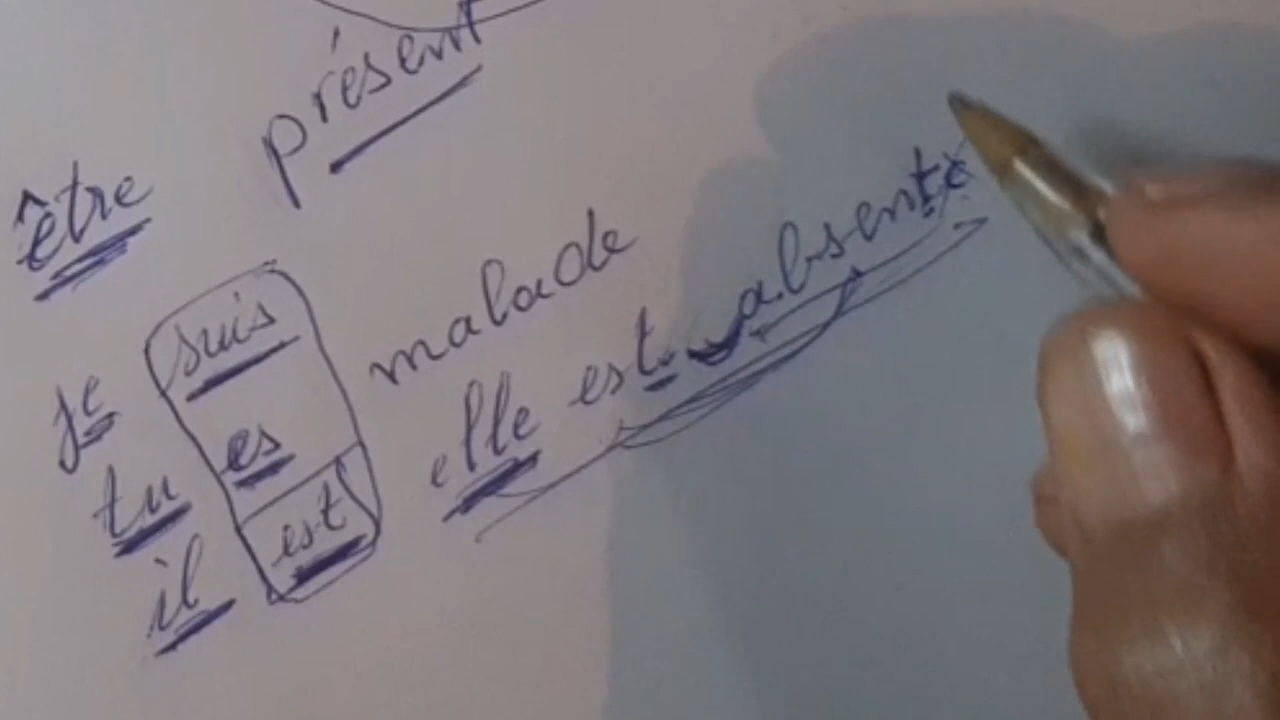 être présent
je suis malade
tu es
il est
elle est absente